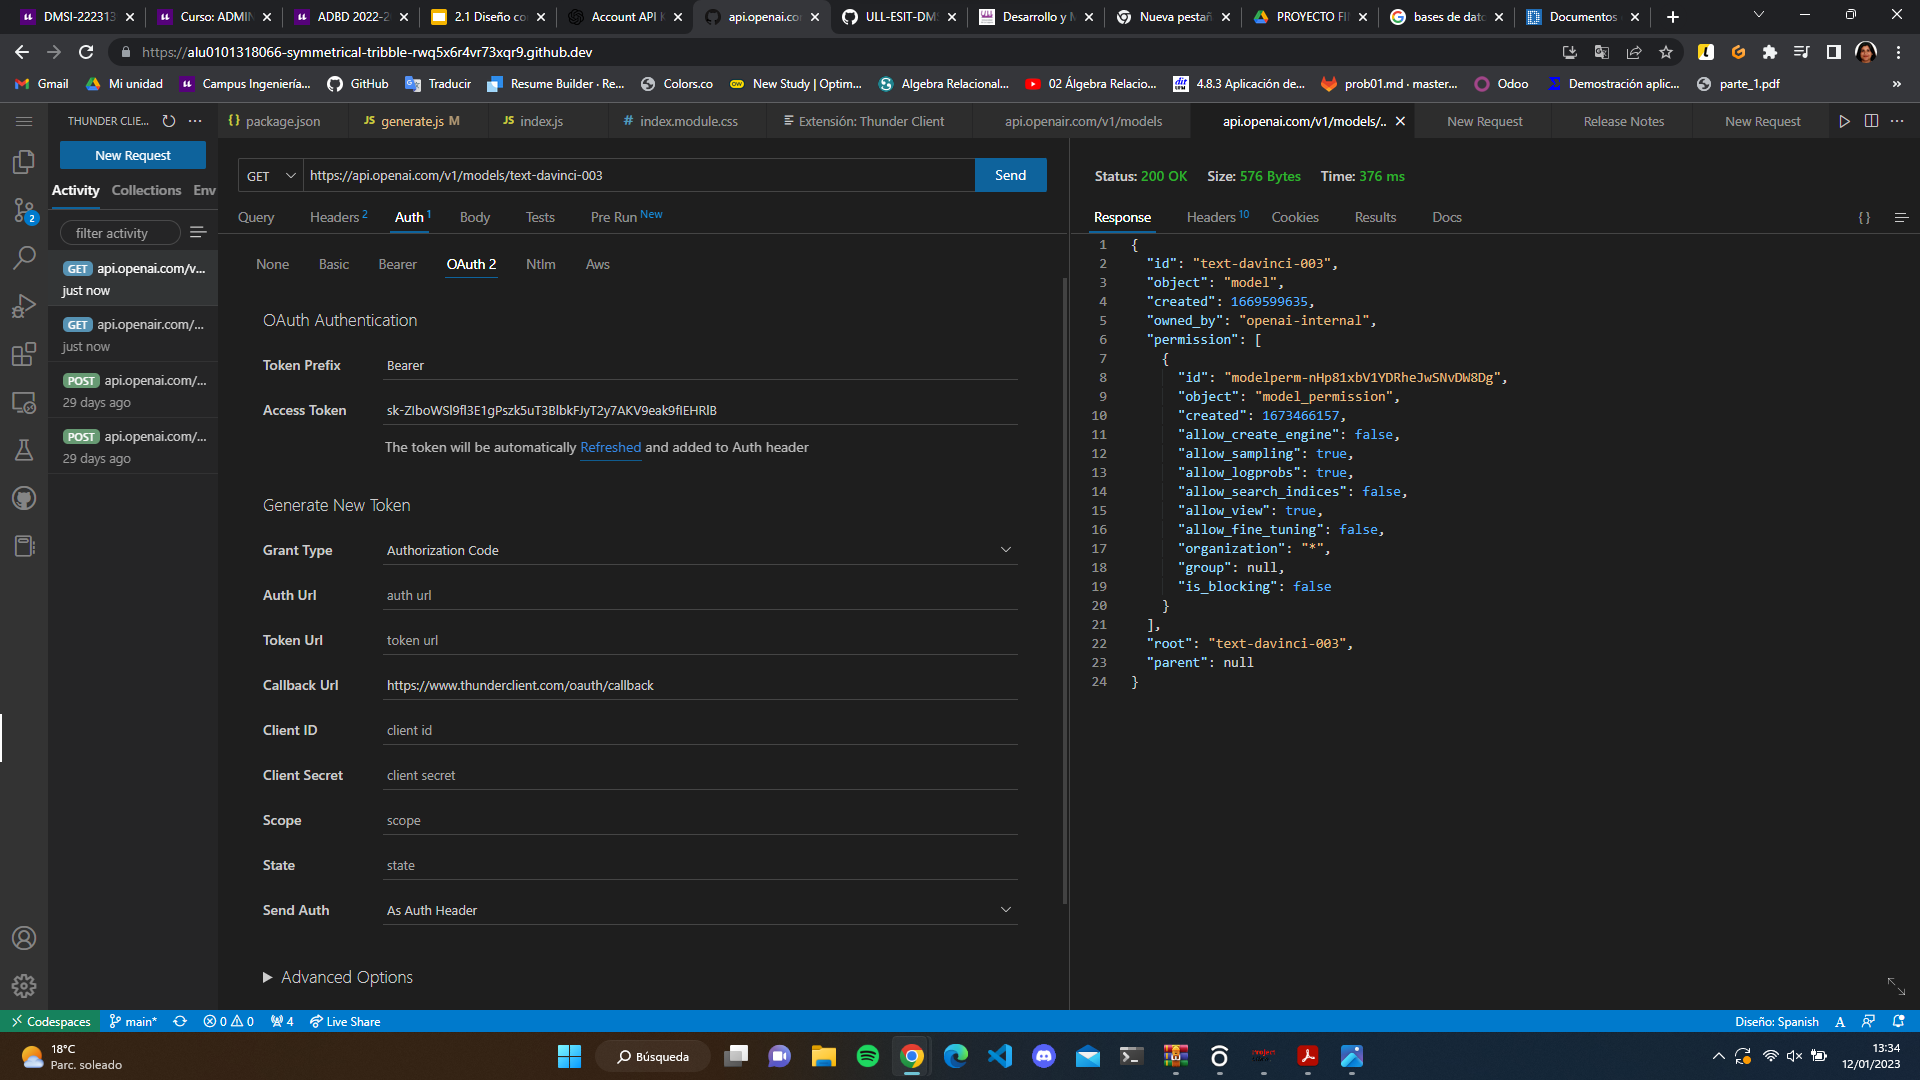 DMSI-222313
Curso: ADMIN
ADBD 2022-2
2.1 Diseño co
Account API K
api.openai.co
ULL-ESIT-DM
Desarrollo y M
Nueva pestañ
PROYECTO FI
bases de dato
Documentos
https://alu0101318066-symmetrical-tribble-rwq5x6r4vr73xqr9.github.dev
Gmail
Mi unidad
Campus Ingeniería...
GitHub
Traducir
Resume Builder · Re...
Colors.co
New Study | Optim...
Algebra Relacional...
02 Álgebra Relacio...
4.8.3 Aplicación de...
prob01.md · master...
Odoo
Demostración aplic...
parte_1.pdf
»
THUNDER CLIE...
{} package.json
JS generate.js M
JS index.js
# index.module.css
Extensión: Thunder Client
api.openair.com/v1/models
api.openai.com/v1/models/..
New Request
Release Notes
New Request
New Request
Activity
Collections
Env
filter activity
GET api.openai.com/v...
just now
GET api.openair.com/...
just now
POST api.openai.com/...
29 days ago
POST api.openai.com/...
29 days ago
2
GET
https://api.openai.com/v1/models/text-davinci-003
Send
Query
Headers 2
Auth 1
Body
Tests
Pre Run New
None
Basic
Bearer
OAuth 2
Ntlm
Aws
OAuth Authentication
Token Prefix Bearer
Access Token
The token will be automatically Refreshed and added to Auth header
Generate New Token
Grant Type Authorization Code
Auth Url auth url
Token Url token url
Callback Url https://www.thunderclient.com/oauth/callback
Client ID client id
Client Secret client secret
Scope scope
State state
Send Auth As Auth Header
Advanced Options
Status: 200 OK Size: 576 Bytes Time: 376 ms
Response
Headers 10
Cookies
Results
Docs
{ }
1 {
2 "id": "text-davinci-003",
3 "object": "model",
4 "created": 1669599635,
5 "owned_by": "openai-internal",
6 "permission": [
7 {
8 "id": "modelperm-nHp81xbV1YDRheJwSNvDW8Dg",
9 "object": "model_permission",
10 "created": 1673466157,
11 "allow_create_engine": false,
12 "allow_sampling": true,
13 "allow_logprobs": true,
14 "allow_search_indices": false,
15 "allow_view": true,
16 "allow_fine_tuning": false,
17 "organization": "*",
18 "group": null,
19 "is_blocking": false
20 }
21 ],
22 "root": "text-davinci-003",
23 "parent": null
24 }
Codespaces
main*
0
0
4
Live Share
Diseño: Spanish
18°C
Parc. soleado
Búsqueda
13:34
12/01/2023